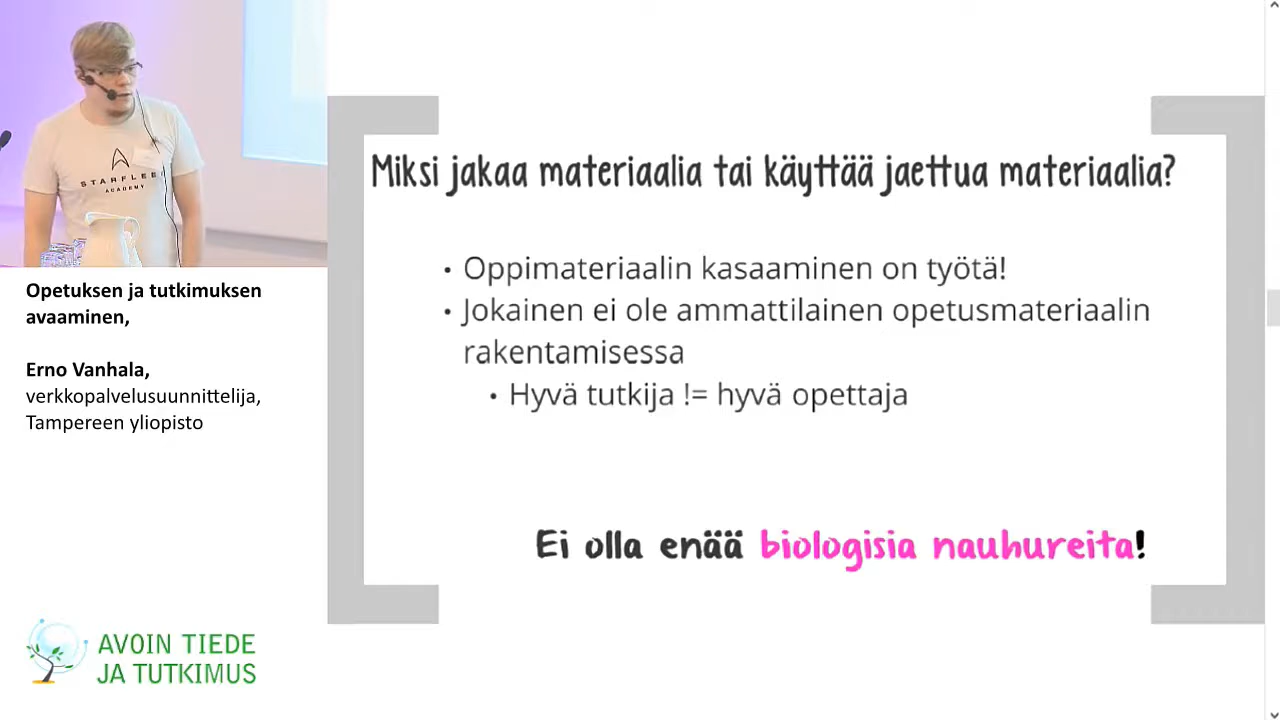 STARFLEE
ACADEMY
Opetuksen ja tutkimuksen
avaaminen,
Erno Vanhala,
verkkopalvelusuunnittelija,
Tampereen yliopisto
AVOIN TIEDE
JA TUTKIMUS
Miksi jakaa materiaalia tai käyttää jaettua materiaalia?
• Oppimateriaalin kasaaminen on työtä!
• Jokainen ei ole ammattilainen opetusmateriaalin
rakentamisessa
• Hyvä tutkija != hyvä opettaja
Ei olla enää biologisia nauhureita!